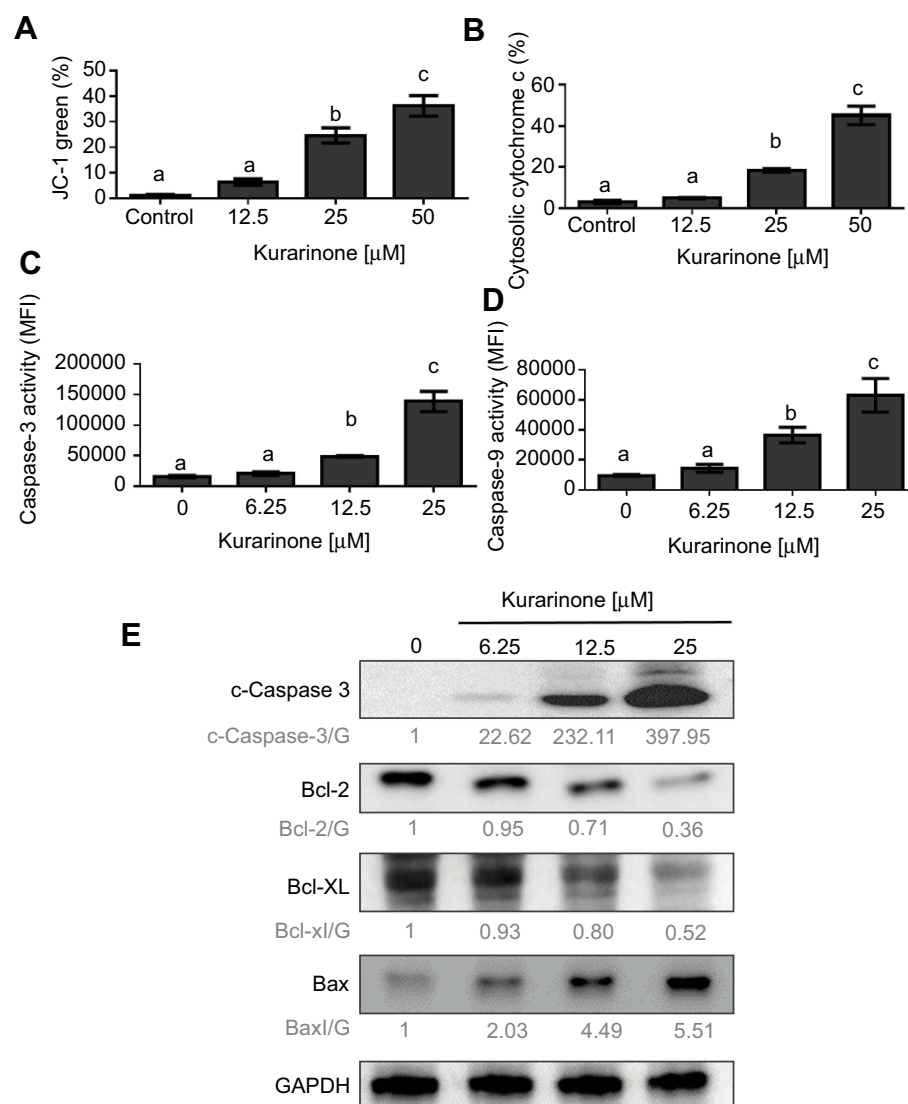 A
JC-1 green (%)
50
40
30
20
10
0
a
a
b
c
Control 12.5 25 50
Kurarinone [μM]
B
Cytosolic cytochrome c (%)
60
40
20
0
a
a
b
c
Control 12.5 25 50
Kurarinone [μM]
C
Caspase-3 activity (MFI)
200000
150000
100000
50000
0
a
a
b
c
0 6.25 12.5 25
Kurarinone [μM]
D
Caspase-9 activity (MFI)
80000
60000
40000
20000
0
a
a
b
c
0 6.25 12.5 25
Kurarinone [μM]
E
Kurarinone [μM]
0 6.25 12.5 25
c-Caspase 3
c-Caspase-3/G 1 22.62 232.11 397.95
Bcl-2
Bcl-2/G 1 0.95 0.71 0.36
Bcl-XL
Bcl-xl/G 1 0.93 0.80 0.52
Bax
Baxl/G 1 2.03 4.49 5.51
GAPDH